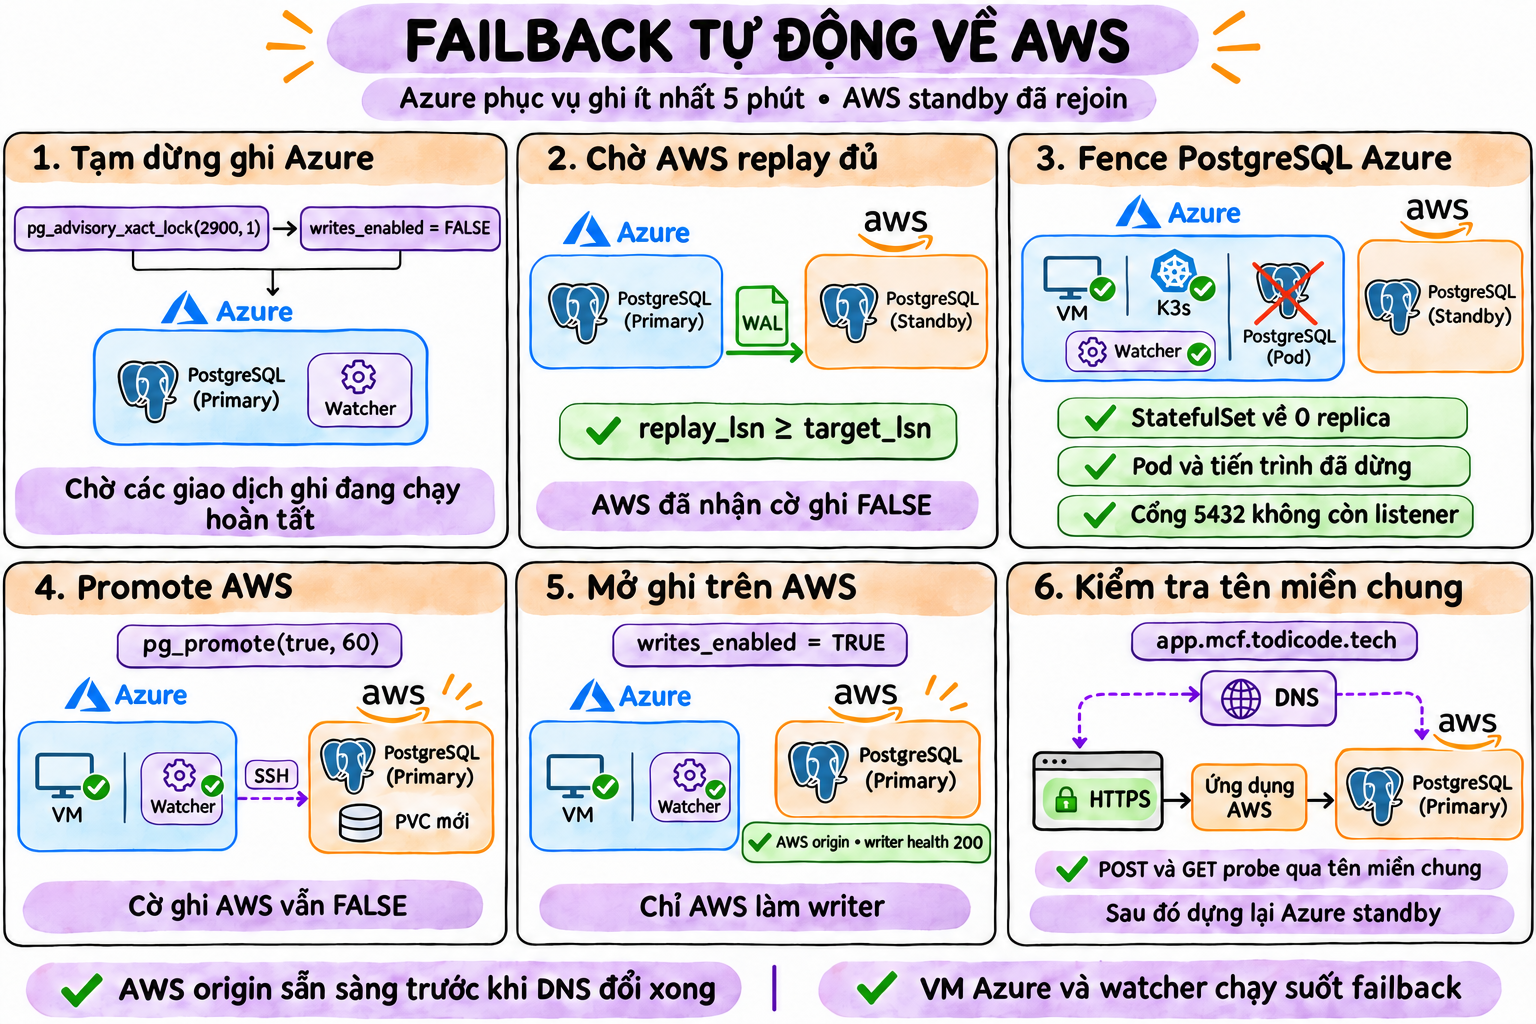 FAILBACK TỰ ĐỘNG VỀ AWS
Azure phục vụ ghi ít nhất 5 phút • AWS standby đã rejoin
1. Tạm dừng ghi Azure
pg_advisory_xact_lock(2900, 1)
writes_enabled = FALSE
Azure
PostgreSQL
(Primary)
Watcher
Chờ các giao dịch ghi đang chạy
hoàn tất
2. Chờ AWS replay đủ
Azure
aws
PostgreSQL
(Primary)
WAL
PostgreSQL
(Standby)
replay_lsn ≥ target_lsn
AWS đã nhận cờ ghi FALSE
3. Fence PostgreSQL Azure
Azure
aws
VM
K3s
Watcher
PostgreSQL
(Pod)
PostgreSQL
(Standby)
StatefulSet về 0 replica
Pod và tiến trình đã dừng
Cổng 5432 không còn listener
4. Promote AWS
pg_promote(true, 60)
Azure
aws
VM
Watcher
SSH
PostgreSQL
(Primary)
PVC mới
Cờ ghi AWS vẫn FALSE
5. Mở ghi trên AWS
writes_enabled = TRUE
Azure
aws
VM
Watcher
PostgreSQL
(Primary)
AWS origin • writer health 200
Chỉ AWS làm writer
6. Kiểm tra tên miền chung
app.mcf.todicode.tech
DNS
aws
HTTPS
Ứng dụng
AWS
PostgreSQL
(Primary)
POST và GET probe qua tên miền chung
Sau đó dựng lại Azure standby
AWS origin sẵn sàng trước khi DNS đổi xong
VM Azure và watcher chạy suốt failback